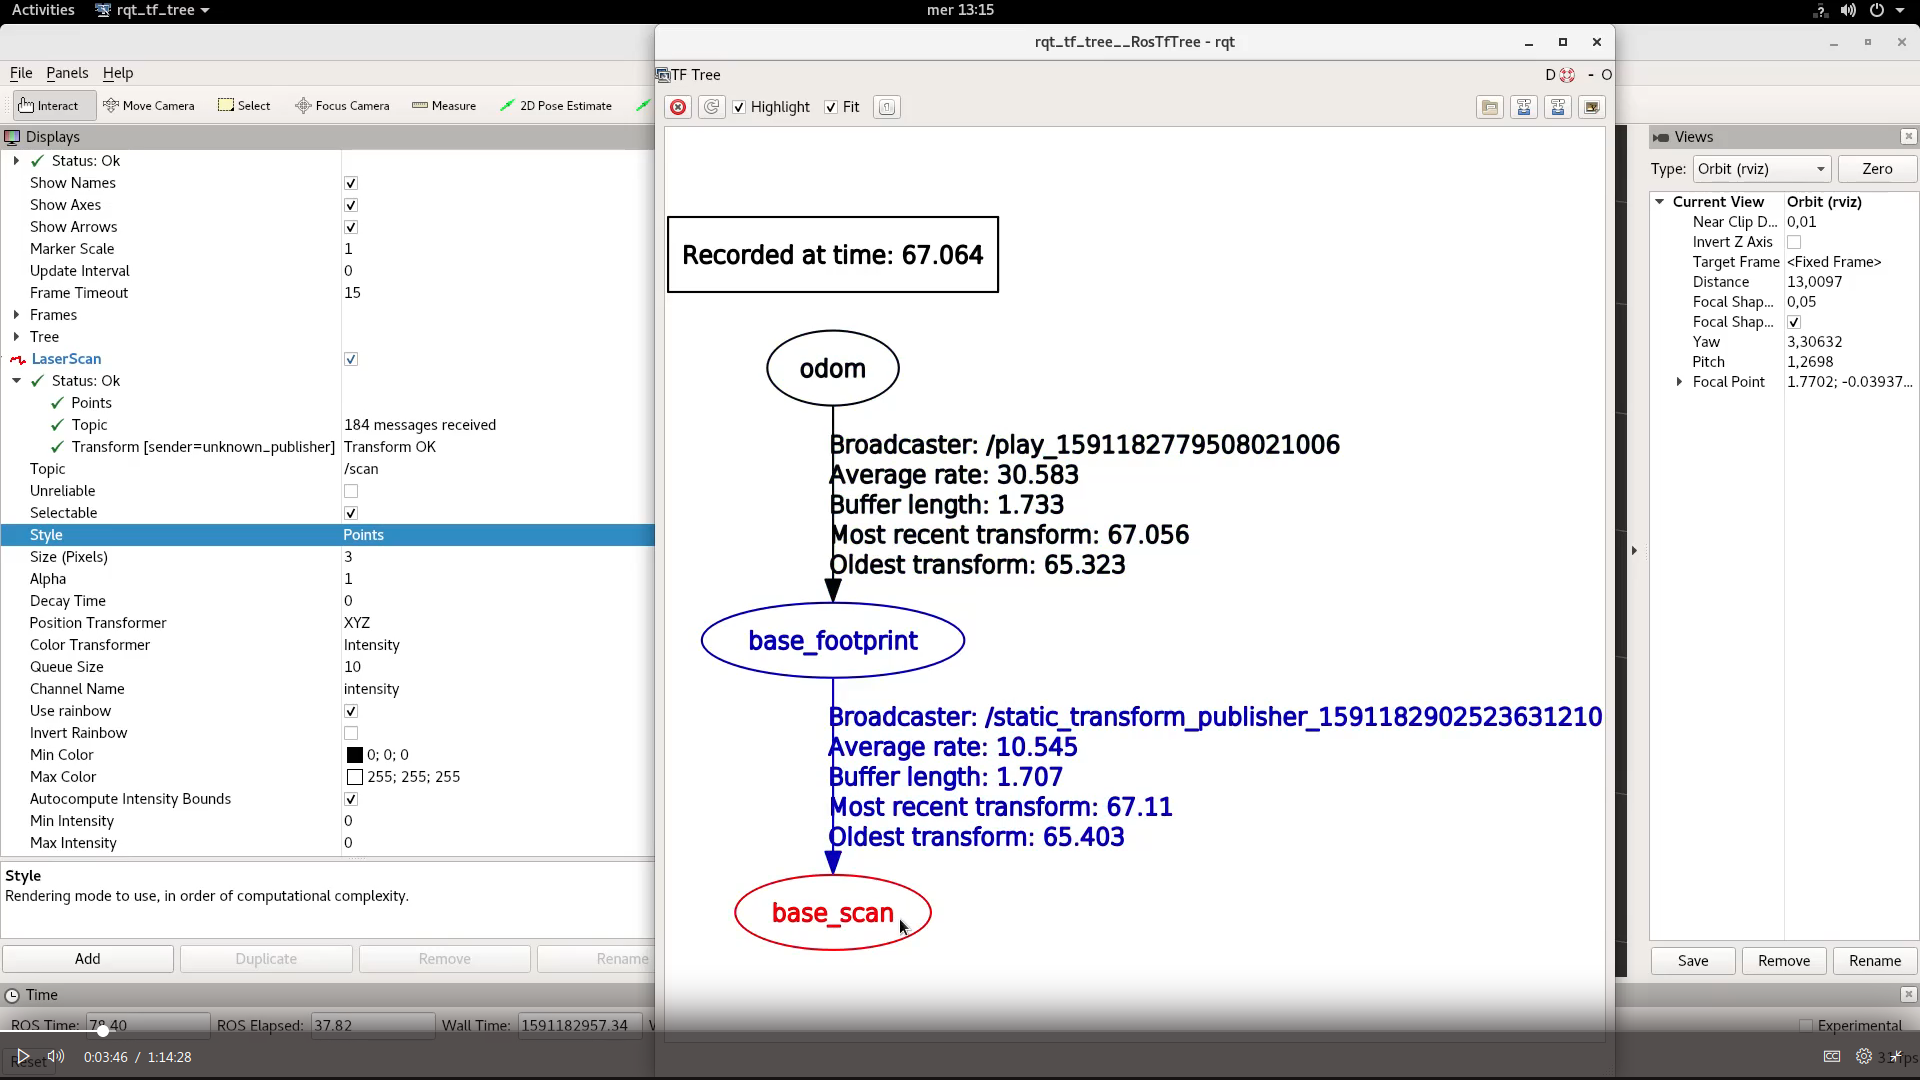 Activities rqt_tf_tree mer 13:15
rqt_tf_tree__RosTfTree - rqt
File Panels Help
Interact Move Camera Select Focus Camera Measure 2D Pose Estimate
Displays
Status: Ok
Show Names
Show Axes
Show Arrows
Marker Scale 1
Update Interval 0
Frame Timeout 15
Frames
Tree
LaserScan
Status: Ok
Points
Topic 184 messages received
Transform [sender=unknown_publisher] Transform OK
Topic /scan
Unreliable
Selectable
Style Points
Size (Pixels) 3
Alpha 1
Decay Time 0
Position Transformer XYZ
Color Transformer Intensity
Queue Size 10
Channel Name intensity
Use rainbow
Invert Rainbow
Min Color 0; 0; 0
Max Color 255; 255; 255
Autocompute Intensity Bounds
Min Intensity 0
Max Intensity 0
Style
Rendering mode to use, in order of computational complexity.
Add Duplicate Remove Rename
Time
ROS Time: 78.40 ROS Elapsed: 37.82 Wall Time: 1591182957.34
Reset
TF Tree D - O
Highlight Fit
Recorded at time: 67.064
odom
Broadcaster: /play_1591182779508021006
Average rate: 30.583
Buffer length: 1.733
Most recent transform: 67.056
Oldest transform: 65.323
base_footprint
Broadcaster: /static_transform_publisher_1591182902523631210
Average rate: 10.545
Buffer length: 1.707
Most recent transform: 67.11
Oldest transform: 65.403
base_scan
Views
Type: Orbit (rviz) Zero
Current View Orbit (rviz)
Near Clip D... 0,01
Invert Z Axis
Target Frame <Fixed Frame>
Distance 13,0097
Focal Shap... 0,05
Focal Shap...
Yaw 3,30632
Pitch 1,2698
Focal Point 1.7702; -0.03937...
Save Remove Rename
Experimental
0:03:46 / 1:14:28